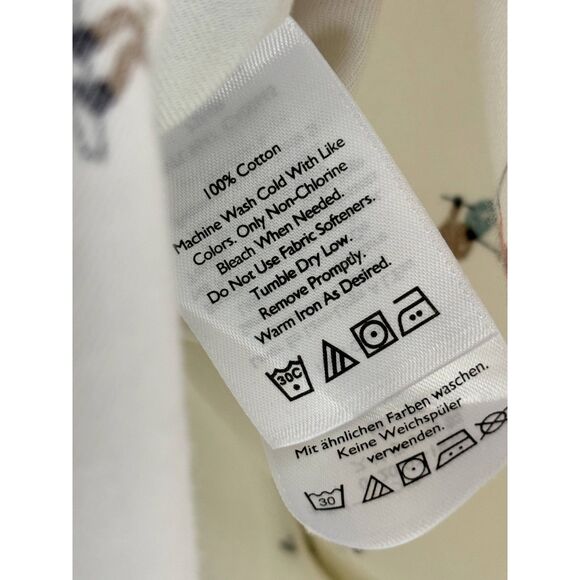 100% Cotton
Machine Wash Cold With Like
Colors. Only Non-Chlorine
Bleach When Needed.
Do Not Use Fabric Softeners.
Tumble Dry Low.
Remove Promptly.
Warm Iron As Desired.
30C
Mit ähnlichen Farben waschen.
Keine Weichspüler
verwenden.
30